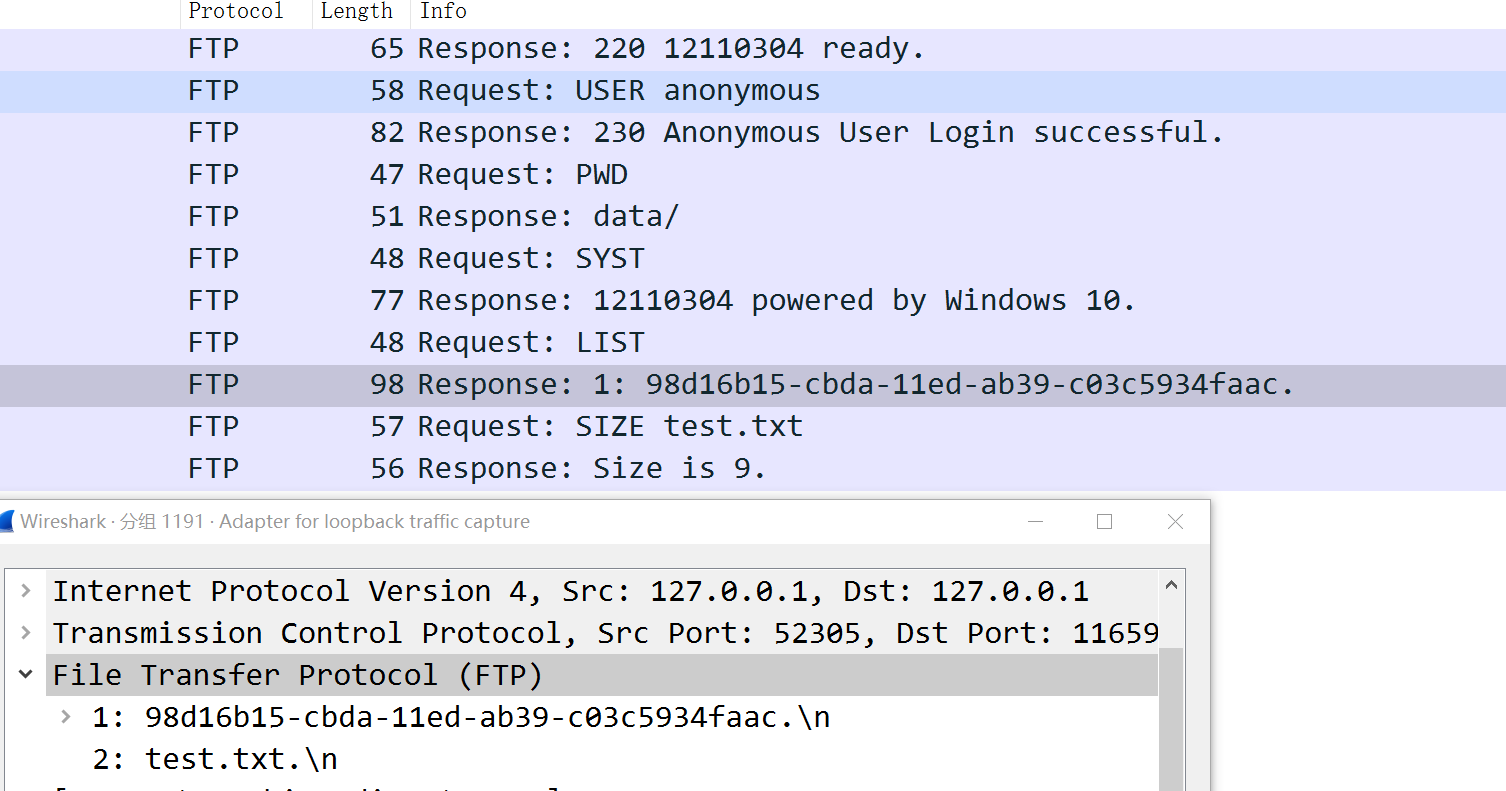 Protocol Length Info
FTP 65 Response: 220 12110304 ready.
FTP 58 Request: USER anonymous
FTP 82 Response: 230 Anonymous User Login successful.
FTP 47 Request: PWD
FTP 51 Response: data/
FTP 48 Request: SYST
FTP 77 Response: 12110304 powered by Windows 10.
FTP 48 Request: LIST
FTP 98 Response: 1: 98d16b15-cbda-11ed-ab39-c03c5934faac.
FTP 57 Request: SIZE test.txt
FTP 56 Response: Size is 9.
Wireshark · 分组 1191 · Adapter for loopback traffic capture
Internet Protocol Version 4, Src: 127.0.0.1, Dst: 127.0.0.1
Transmission Control Protocol, Src Port: 52305, Dst Port: 11659
File Transfer Protocol (FTP)
1: 98d16b15-cbda-11ed-ab39-c03c5934faac.\n
2: test.txt.\n